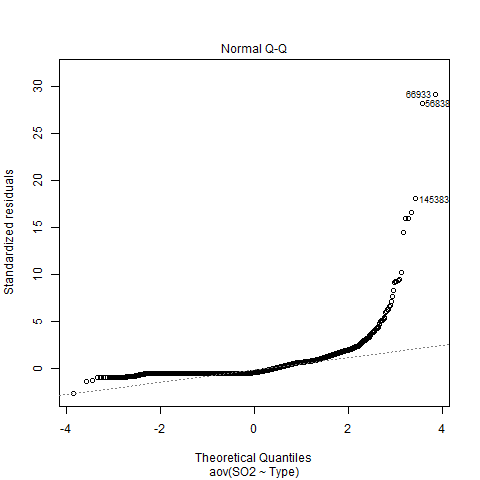 Normal Q-Q
Standardized residuals
30
25
20
15
10
5
0
66933
56838
145383
-4 -2 0 2 4
Theoretical Quantiles
aov(SO2 ~ Type)